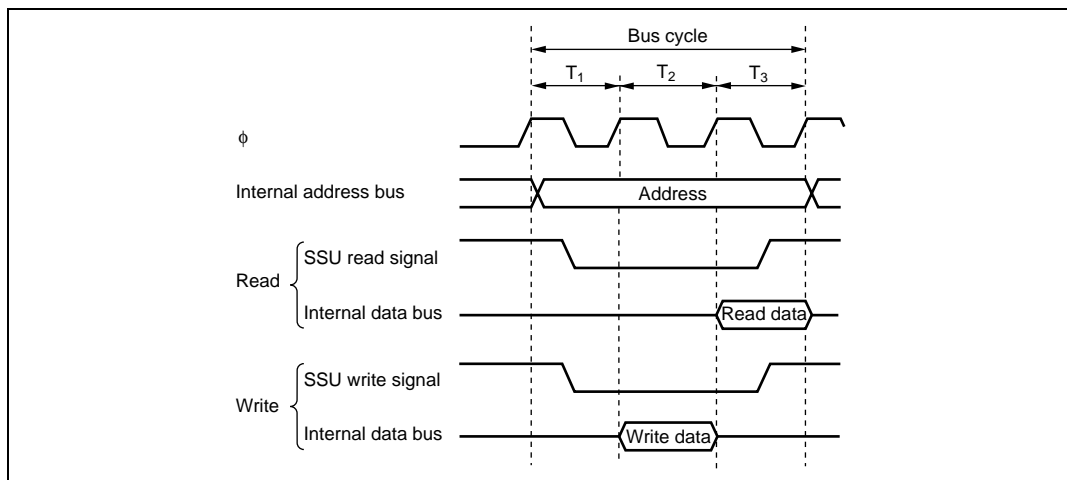 Bus cycle
T₁ T₂ T₃
ϕ
Internal address bus Address
SSU read signal
Read
Internal data bus Read data
SSU write signal
Write
Internal data bus Write data